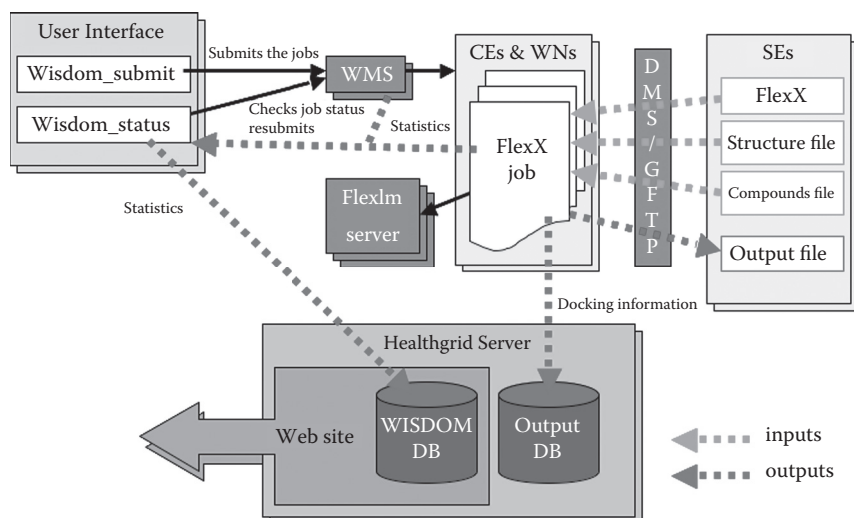 User Interface
Wisdom_submit
Wisdom_status
Submits the jobs
Checks job status
resubmits
WMS
Statistics
CEs & WNs
FlexX
job
Flexlm
server
DMS/GFTP
SEs
FlexX
Structure file
Compounds file
Output file
Statistics
Docking information
Healthgrid Server
Web site
WISDOM
DB
Output
DB
inputs
outputs